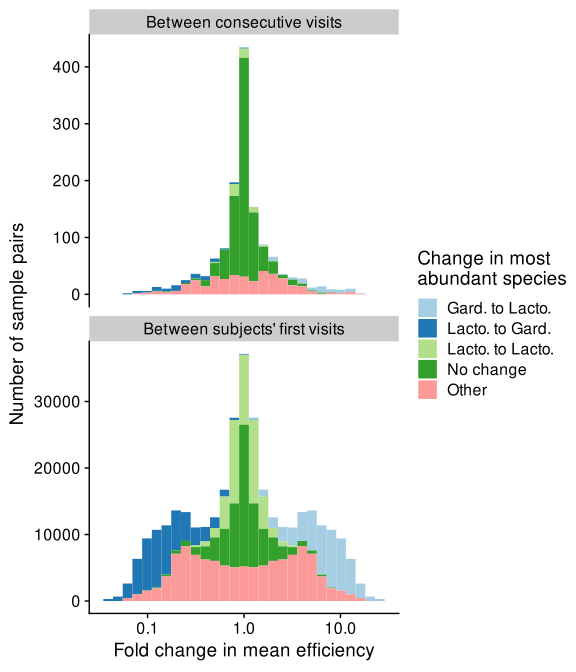 Between consecutive visits
400
300
200
100
0
Between subjects' first visits
30000
20000
10000
0
0.1 1.0 10.0
Fold change in mean efficiency
Number of sample pairs
Change in most
abundant species
Gard. to Lacto.
Lacto. to Gard.
Lacto. to Lacto.
No change
Other